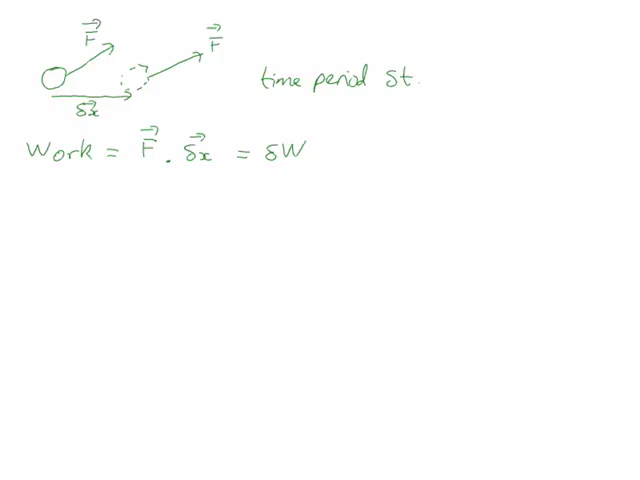 F⃗ F⃗
time period δt.
δx⃗
Work = F⃗ . δx⃗ = δW